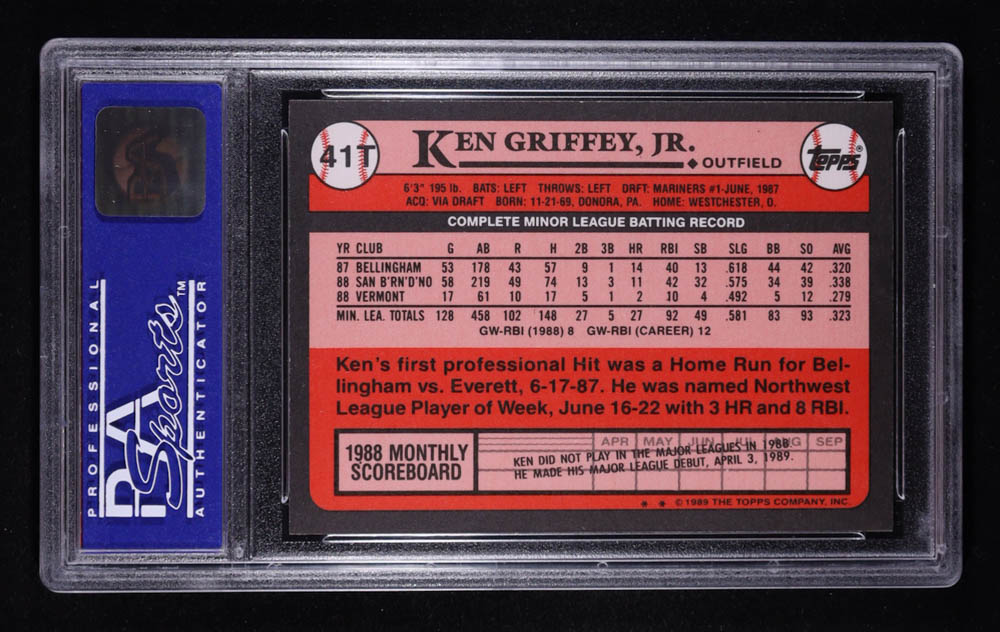 PROFESSIONAL
PSA
Sports™
AUTHENTICATOR
41T
KEN GRIFFEY, JR.
◆ OUTFIELD
TOPPS®
6'3" 195 lb. BATS: LEFT THROWS: LEFT DRFT: MARINERS #1-JUNE, 1987
ACQ: VIA DRAFT BORN: 11-21-69, DONORA, PA. HOME: WESTCHESTER, O.
COMPLETE MINOR LEAGUE BATTING RECORD
YR CLUB G AB R H 2B 3B HR RBI SB SLG BB SO AVG
87 BELLINGHAM 53 178 43 57 9 1 14 40 13 .618 44 42 .320
88 SAN B'RN'D'NO 58 219 49 74 13 3 11 42 32 .575 34 39 .338
88 VERMONT 17 61 10 17 5 1 2 10 4 .492 5 12 .279
MIN. LEA. TOTALS 128 458 102 148 27 5 27 92 49 .581 83 93 .323
GW-RBI (1988) 8 GW-RBI (CAREER) 12
Ken's first professional Hit was a Home Run for Bel-
lingham vs. Everett, 6-17-87. He was named Northwest
League Player of Week, June 16-22 with 3 HR and 8 RBI.
1988 MONTHLY
SCOREBOARD
APR MAY JUN JUL AUG SEP
KEN DID NOT PLAY IN THE MAJOR LEAGUES IN 1988.
HE MADE HIS MAJOR LEAGUE DEBUT, APRIL 3, 1989.
* * © 1989 THE TOPPS COMPANY, INC.